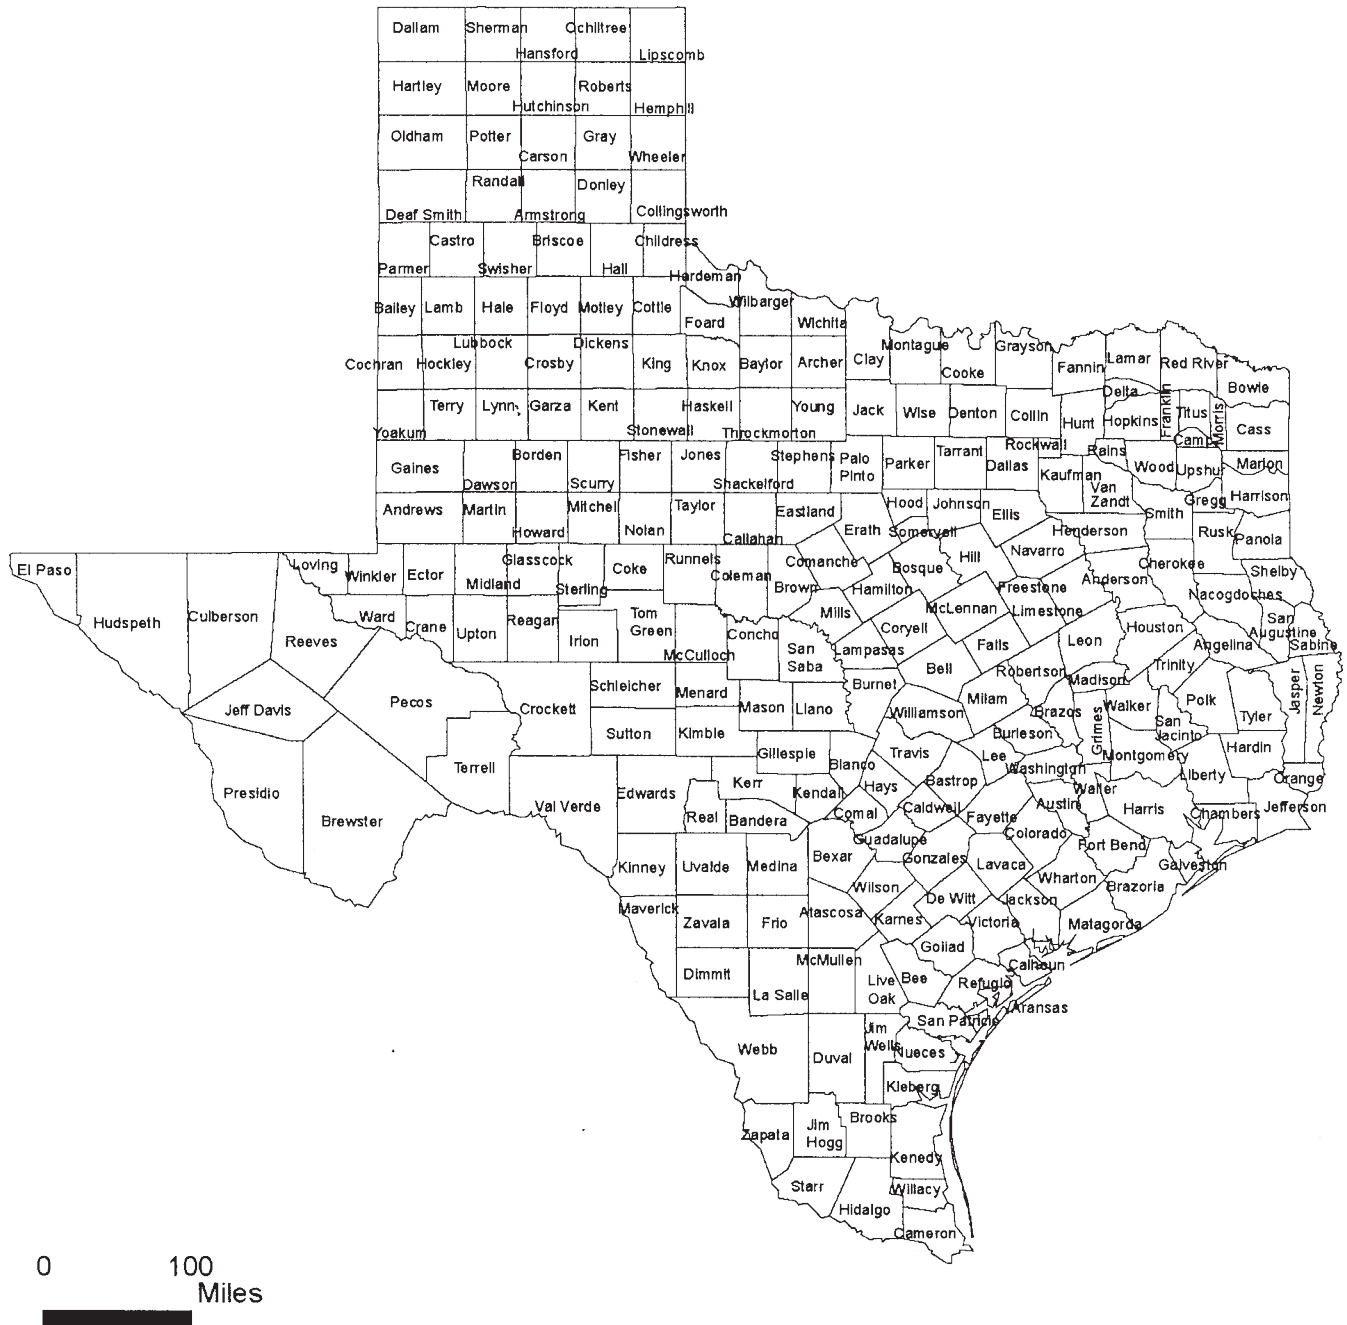 Dallam Sherman Ochiltree
Hansford Lipscomb
Hartley Moore Roberts
Hutchinson Hemphill
Oldham Potter Gray
Carson Wheeler
Randall Donley
Deaf Smith Armstrong Collingsworth
Castro Briscoe Childress
Parmer Swisher Hall
Hardeman
Bailey Lamb Hale Floyd Motley Cottle Wilbarger
Foard Wichita
Lubbock Dickens Montague Grayson
Cochran Hockley Crosby King Knox Baylor Archer Clay Cooke Fannin Lamar Red River
Bowie
Delta
Terry Lynn Garza Kent Haskell Young Jack Wise Denton Collin Hunt Hopkins Franklin Titus Morris
Yoakum Stonewall Throckmorton Rockwall Camp Cass
Borden Fisher Jones Stephens Palo
Pinto Parker Tarrant Dallas Rains
Gaines Kaufman Wood Upshur Marion
Dawson Scurry Shackelford Van
Zandt
Andrews Martin Mitchell Taylor Eastland Hood Johnson Ellis Smith Gregg Harrison
Howard Nolan Callahan Erath Somervell Henderson Rusk Panola
Glasscock Runnels Comanche Bosque Hill Navarro Cherokee
El Paso Loving Winkler Ector Midland Sterling Coke Coleman Brown Hamilton Freestone Anderson Shelby
Nacogdoches
Hudspeth Culberson Ward Crane Upton Reagan Irion Tom
Green Concho Mills Coryell McLennan Limestone
Reeves McCulloch San
Saba Lampasas Falls Leon Houston Angelina San
Augustine Sabine
Schleicher Menard Burnet Bell Robertson Madison Trinity
Jeff Davis Pecos Crockett Mason Llano Williamson Milam Brazos Grimes Walker San
Jacinto Polk Tyler Jasper Newton
Sutton Kimble Burleson
Gillespie Blanco Travis Lee Washington Montgomery Hardin
Terrell Kerr Hays Bastrop Liberty Orange
Presidio Val Verde Edwards Real Kendall Comal Caldwell Fayette Austin Waller Harris Chambers Jefferson
Brewster Bandera Guadalupe Colorado
Fort Bend
Kinney Uvalde Medina Bexar Gonzales Lavaca Galveston
Wilson Wharton Brazoria
Maverick Zavala Frio Atascosa Karnes De Witt Jackson
Victoria Matagorda
Goliad
McMullen Calhoun
Dimmit La Salle Live
Oak Bee Refugio
Aransas
San Patricio
Webb Duval Jim
Wells Nueces
Kleberg
Zapata Jim
Hogg Brooks
Kenedy
Starr Willacy
Hidalgo
Cameron
0 100
Miles